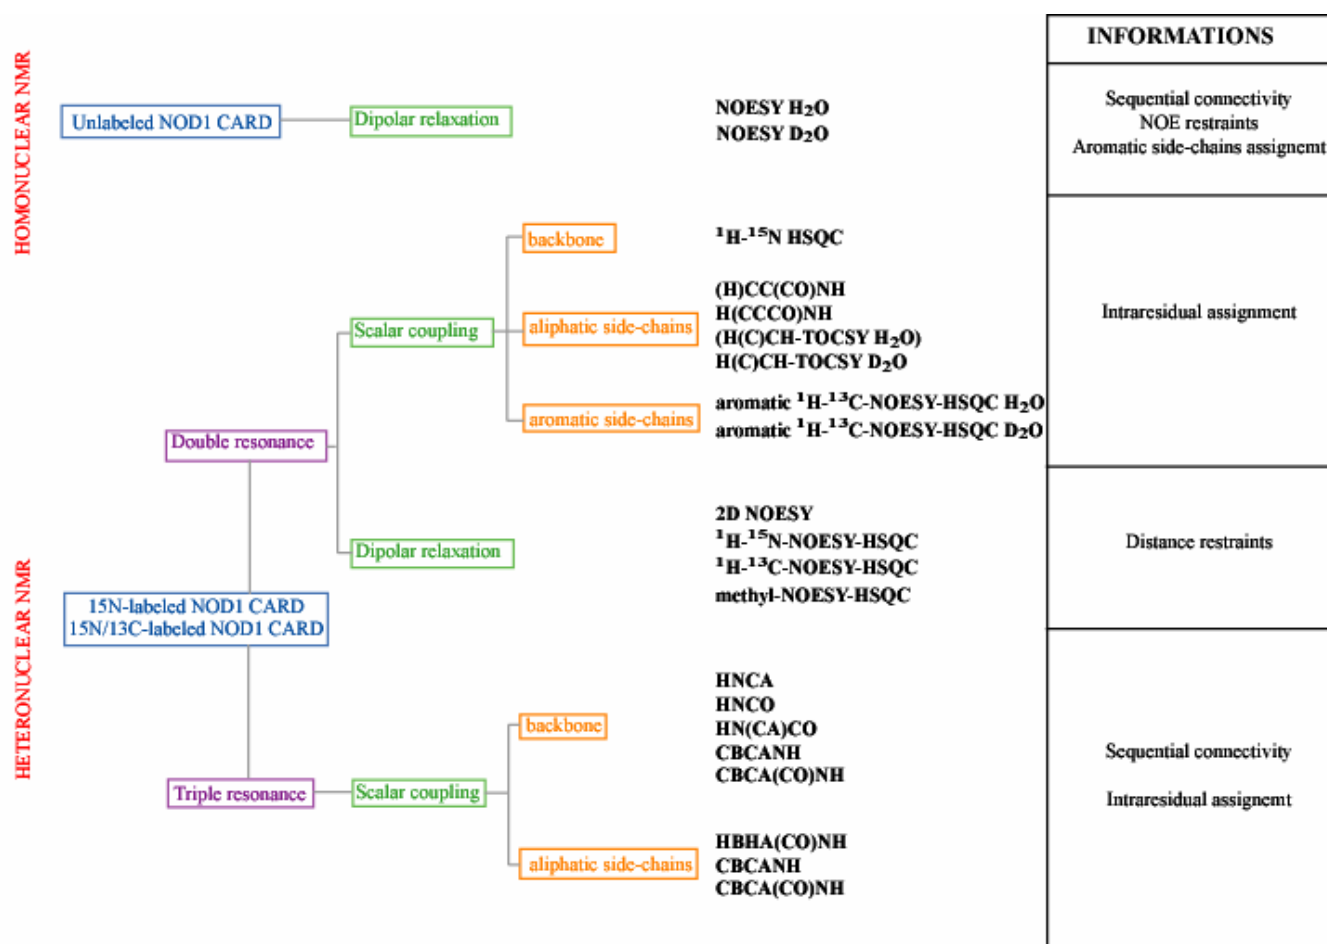 INFORMATIONS
HOMONUCLEAR NMR
Unlabeled NOD1 CARD
Dipolar relaxation
NOESY H₂O
NOESY D₂O
Sequential connectivity
NOE restraints
Aromatic side-chains assignemt
backbone
¹H-¹⁵N HSQC
Scalar coupling
aliphatic side-chains
(H)CC(CO)NH
H(CCCO)NH
(H(C)CH-TOCSY H₂O)
H(C)CH-TOCSY D₂O
Intraresidual assignment
aromatic side-chains
aromatic ¹H-¹³C-NOESY-HSQC H₂O
aromatic ¹H-¹³C-NOESY-HSQC D₂O
Double resonance
Dipolar relaxation
2D NOESY
¹H-¹⁵N-NOESY-HSQC
¹H-¹³C-NOESY-HSQC
methyl-NOESY-HSQC
Distance restraints
HETERONUCLEAR NMR
15N-labeled NOD1 CARD
15N/13C-labeled NOD1 CARD
Triple resonance
Scalar coupling
backbone
HNCA
HNCO
HN(CA)CO
CBCANH
CBCA(CO)NH
Sequential connectivity
Intraresidual assignemt
aliphatic side-chains
HBHA(CO)NH
CBCANH
CBCA(CO)NH